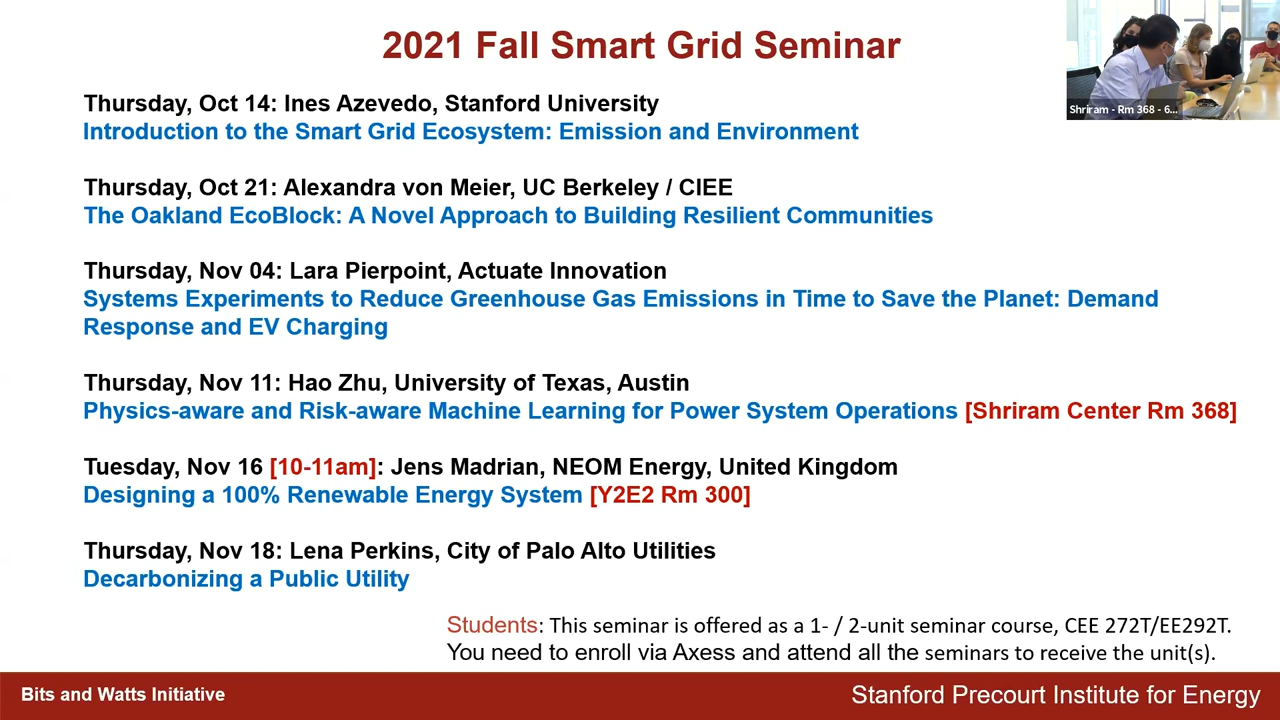 2021 Fall Smart Grid Seminar
Shriram - Rm 368 - 6...
Thursday, Oct 14: Ines Azevedo, Stanford University
Introduction to the Smart Grid Ecosystem: Emission and Environment
Thursday, Oct 21: Alexandra von Meier, UC Berkeley / CIEE
The Oakland EcoBlock: A Novel Approach to Building Resilient Communities
Thursday, Nov 04: Lara Pierpoint, Actuate Innovation
Systems Experiments to Reduce Greenhouse Gas Emissions in Time to Save the Planet: Demand
Response and EV Charging
Thursday, Nov 11: Hao Zhu, University of Texas, Austin
Physics-aware and Risk-aware Machine Learning for Power System Operations [Shriram Center Rm 368]
Tuesday, Nov 16 [10-11am]: Jens Madrian, NEOM Energy, United Kingdom
Designing a 100% Renewable Energy System [Y2E2 Rm 300]
Thursday, Nov 18: Lena Perkins, City of Palo Alto Utilities
Decarbonizing a Public Utility
Students: This seminar is offered as a 1- / 2-unit seminar course, CEE 272T/EE292T.
You need to enroll via Axess and attend all the seminars to receive the unit(s).
Bits and Watts Initiative
Stanford Precourt Institute for Energy